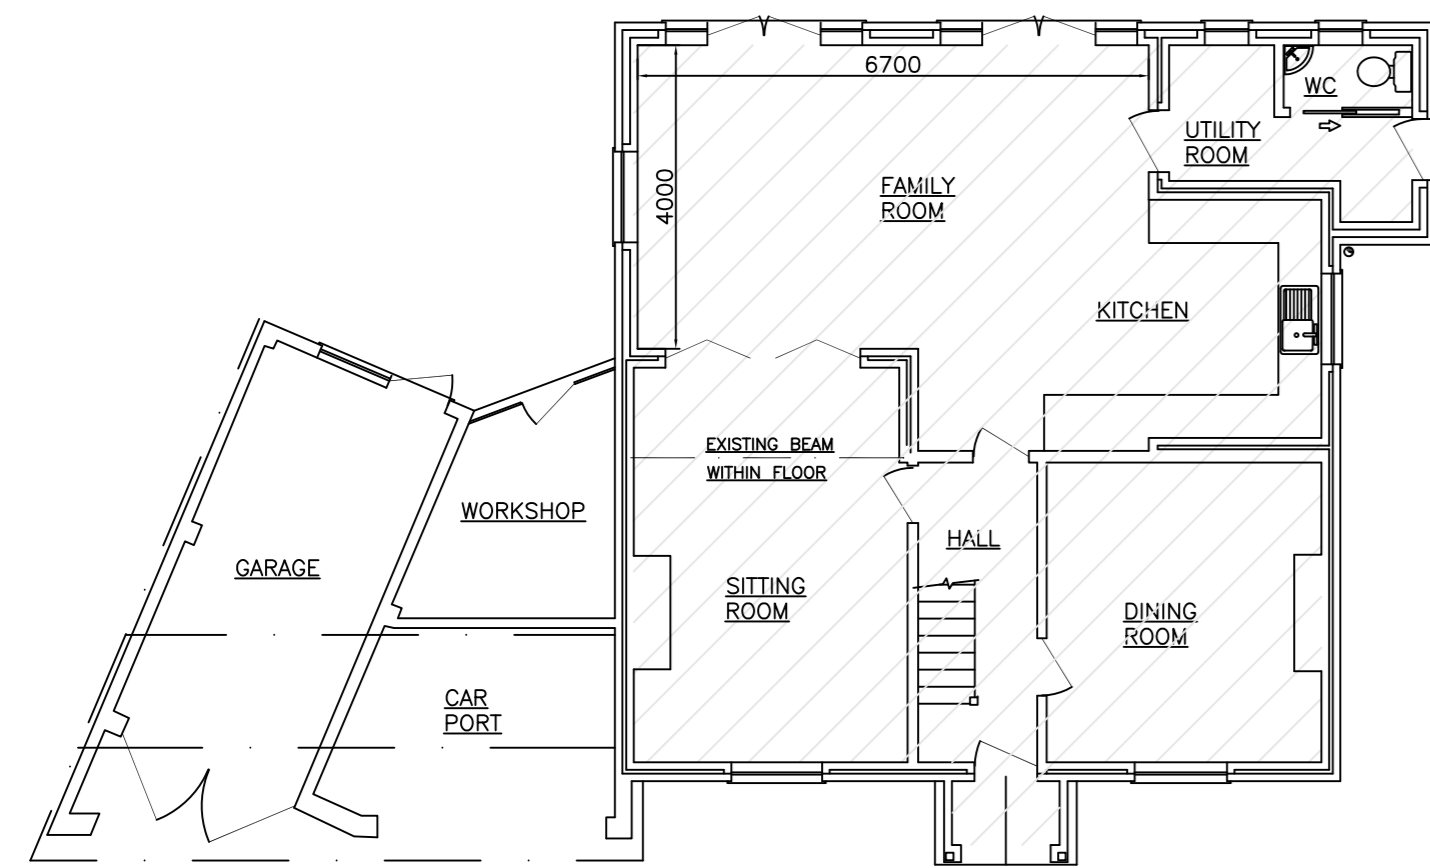 6700
WC
UTILITY
ROOM
4000
FAMILY
ROOM
KITCHEN
EXISTING BEAM
WITHIN FLOOR
WORKSHOP
HALL
GARAGE
SITTING
ROOM
DINING
ROOM
CAR
PORT